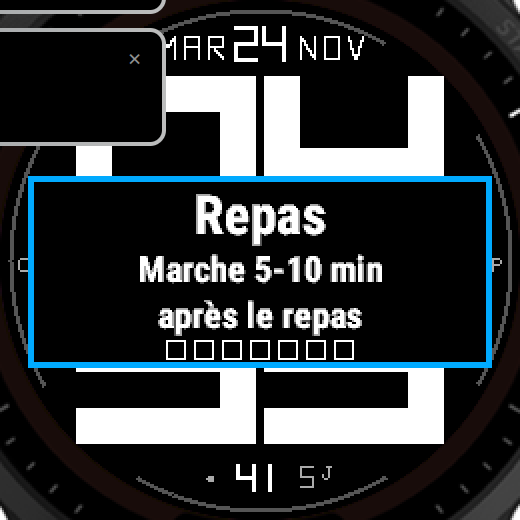 MAR 24 NOV
×
Repas
Marche 5-10 min
après le repas
□□□□□□□
41 5J